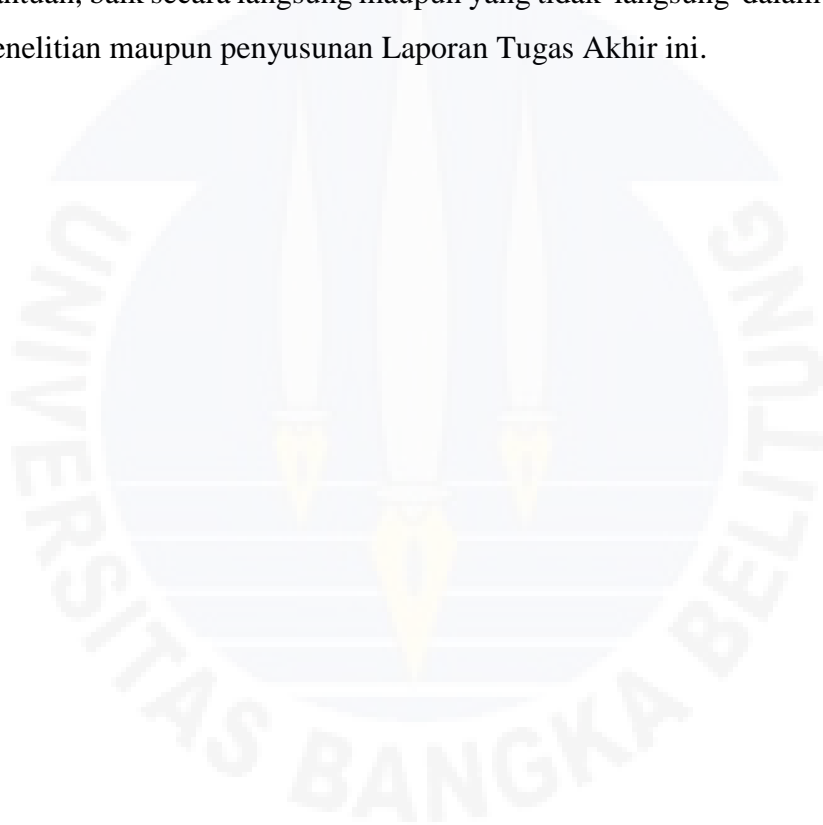 antuan, baik secara langsung maupun yang tidak langsung dalam
enelitian maupun penyusunan Laporan Tugas Akhir ini.
UNIVERSITAS BANGKA BELITUNG